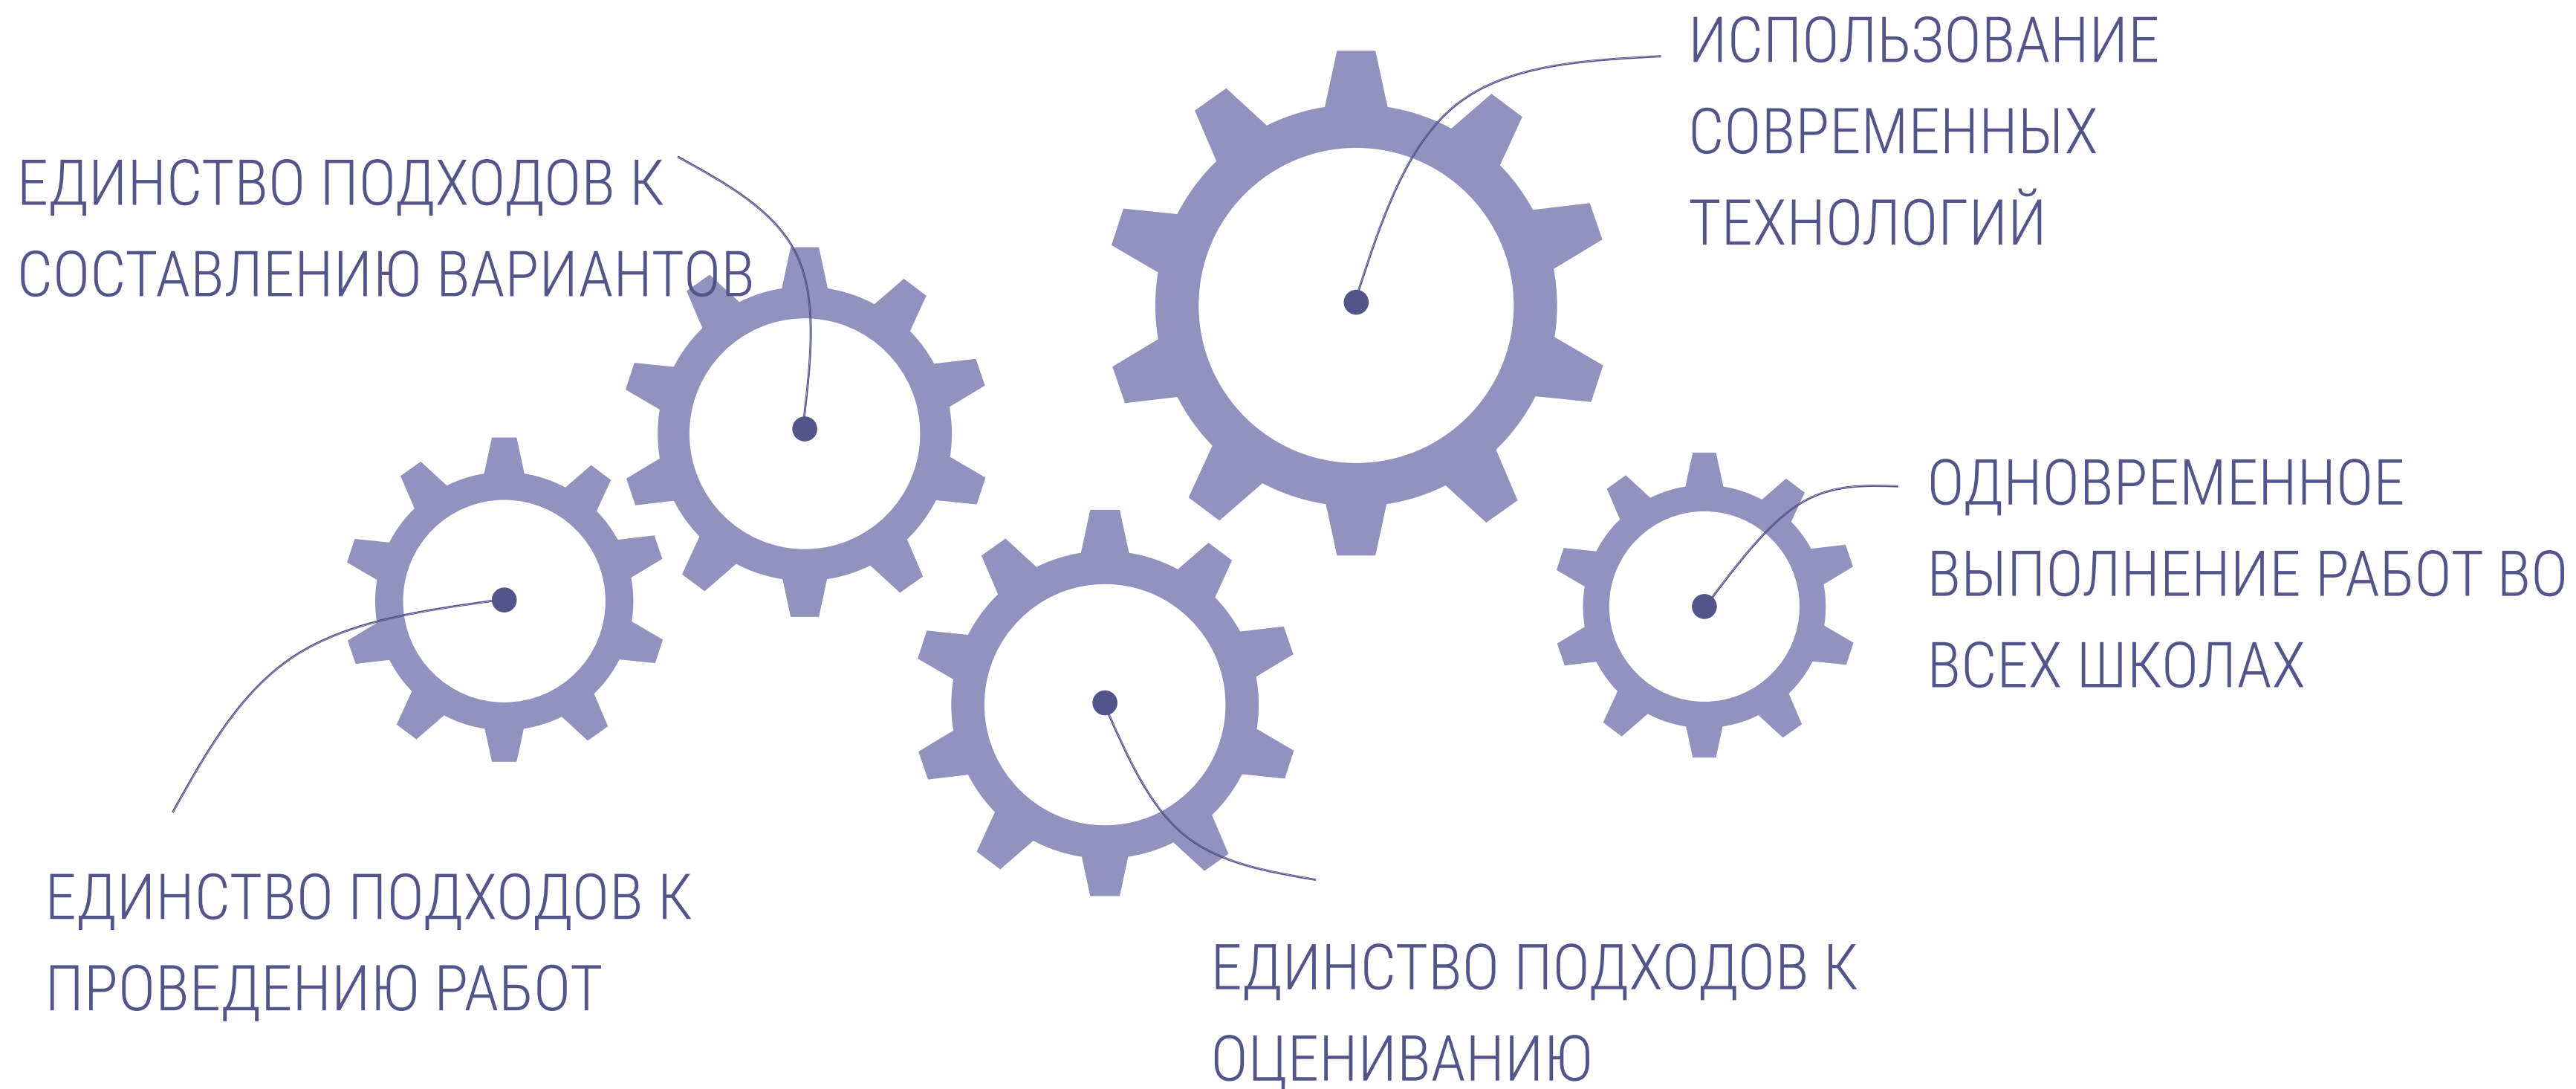 ЕДИНСТВО ПОДХОДОВ К
СОСТАВЛЕНИЮ ВАРИАНТОВ
ИСПОЛЬЗОВАНИЕ
СОВРЕМЕННЫХ
ТЕХНОЛОГИЙ
ОДНОВРЕМЕННОЕ
ВЫПОЛНЕНИЕ РАБОТ ВО
ВСЕХ ШКОЛАХ
ЕДИНСТВО ПОДХОДОВ К
ПРОВЕДЕНИЮ РАБОТ
ЕДИНСТВО ПОДХОДОВ К
ОЦЕНИВАНИЮ